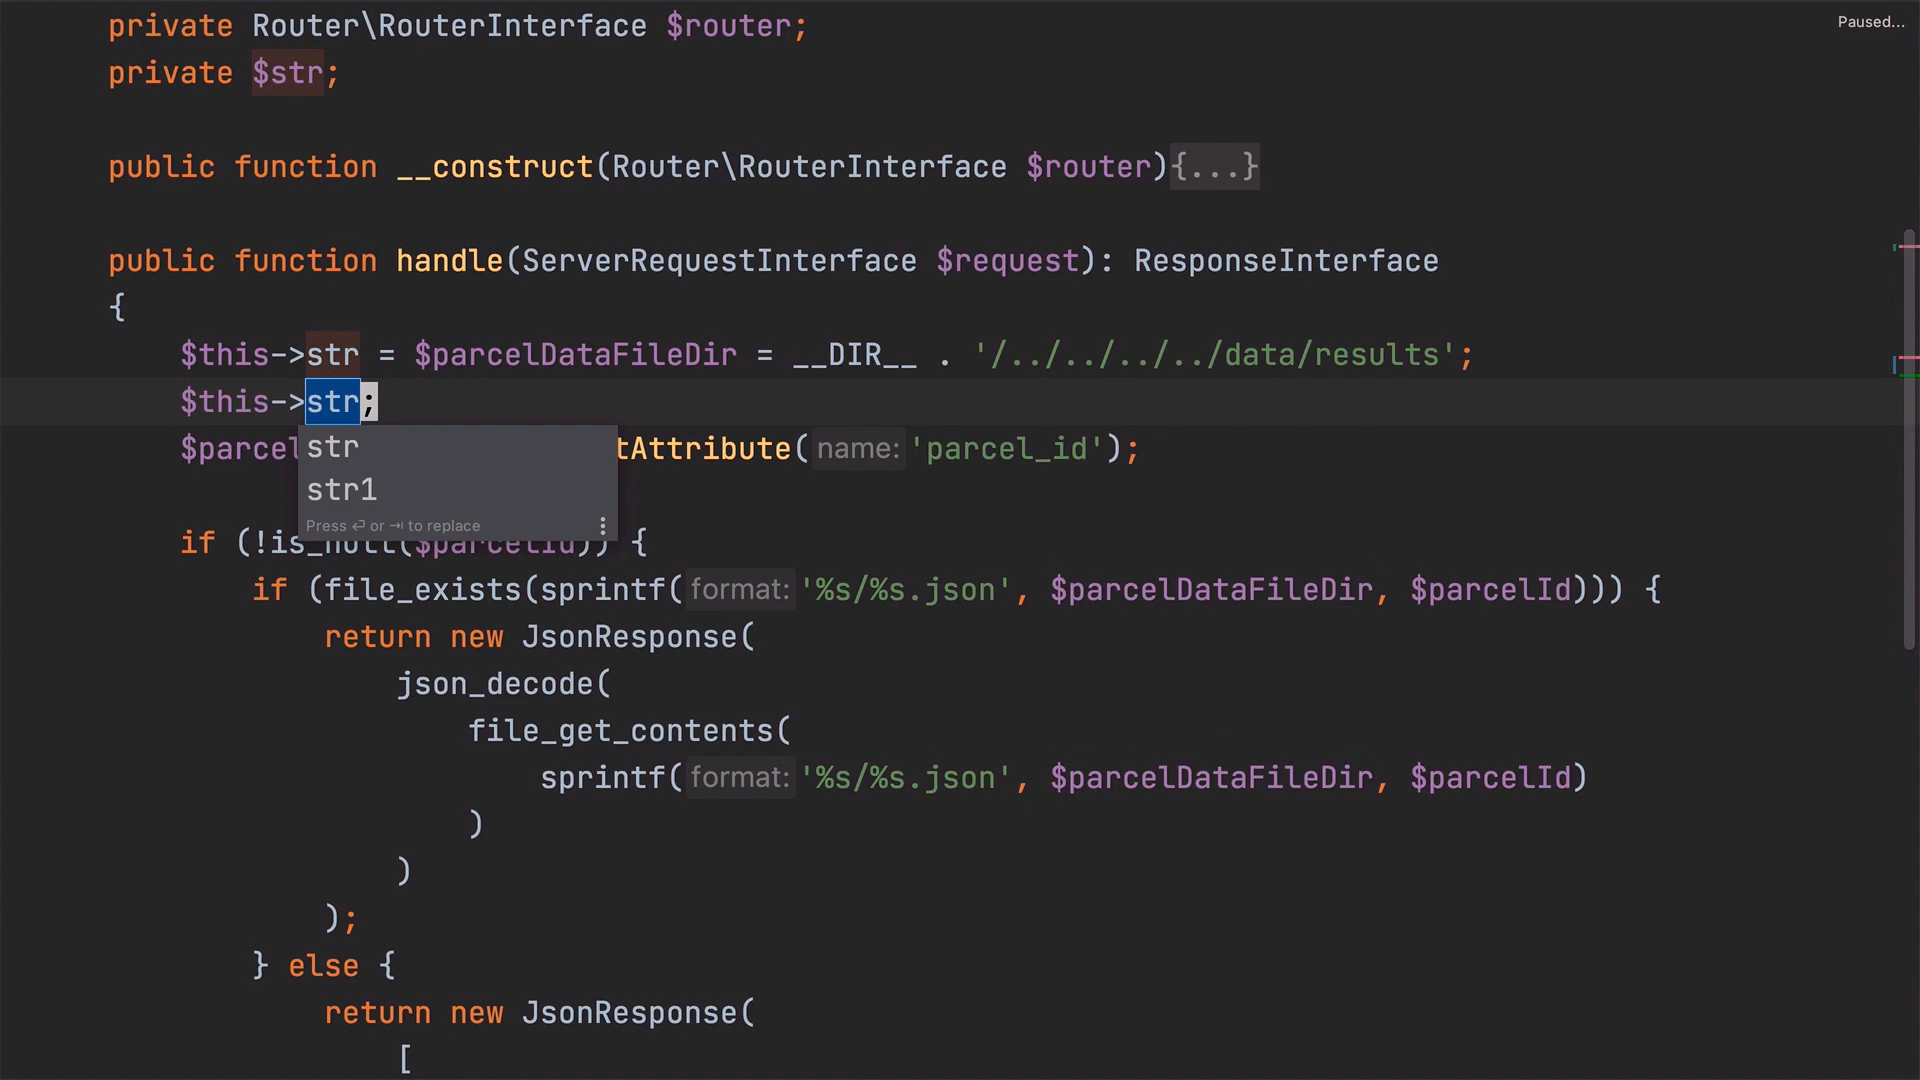 private Router\RouterInterface $router;
Paused...
private $str;
public function __construct(Router\RouterInterface $router){...}
public function handle(ServerRequestInterface $request): ResponseInterface
{
$this->str = $parcelDataFileDir = __DIR__ . '/../../../../data/results';
$this->str;
$parcel tAttribute( name: 'parcel_id');
str
str1
Press ⏎ or ⇥ to replace
if (!is_null($parcelId)) {
if (file_exists(sprintf( format: '%s/%s.json', $parcelDataFileDir, $parcelId))) {
return new JsonResponse(
json_decode(
file_get_contents(
sprintf( format: '%s/%s.json', $parcelDataFileDir, $parcelId)
)
)
);
} else {
return new JsonResponse(
[